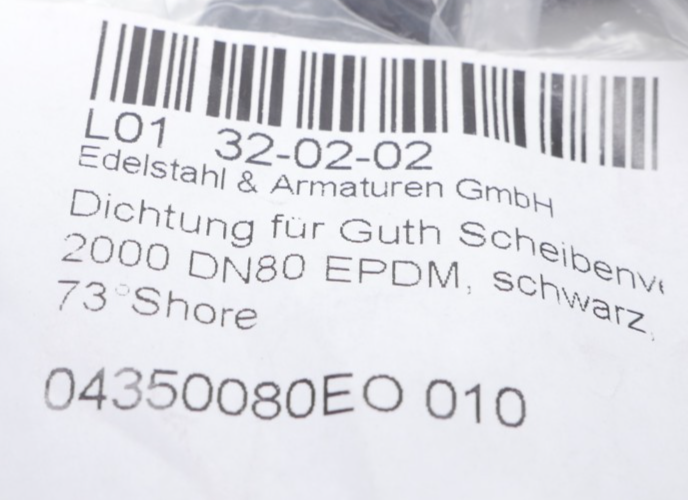 L01 32-02-02
Edelstahl & Armaturen GmbH
Dichtung für Guth Scheibenve
2000 DN80 EPDM, schwarz,
73°Shore
04350080EO 010